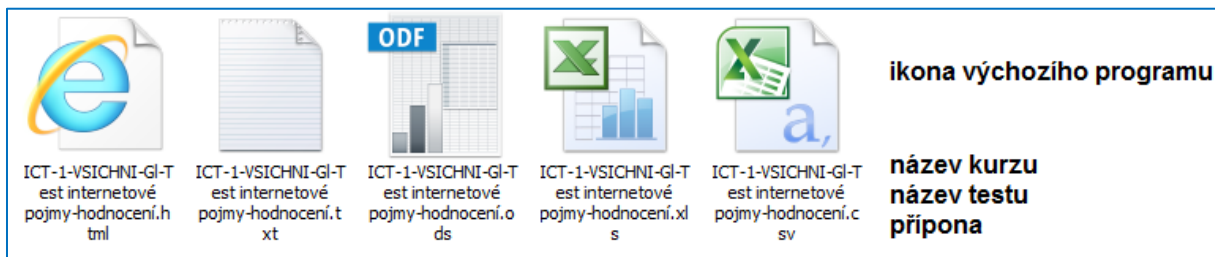 ODF
a,
ikona výchozího programu
ICT-1-VSICHNI-Gl-T
est internetové
pojmy-hodnocení.h
tml
ICT-1-VSICHNI-Gl-T
est internetové
pojmy-hodnocení.t
xt
ICT-1-VSICHNI-Gl-T
est internetové
pojmy-hodnocení.o
ds
ICT-1-VSICHNI-Gl-T
est internetové
pojmy-hodnocení.xl
s
ICT-1-VSICHNI-Gl-T
est internetové
pojmy-hodnocení.c
sv
název kurzu
název testu
přípona